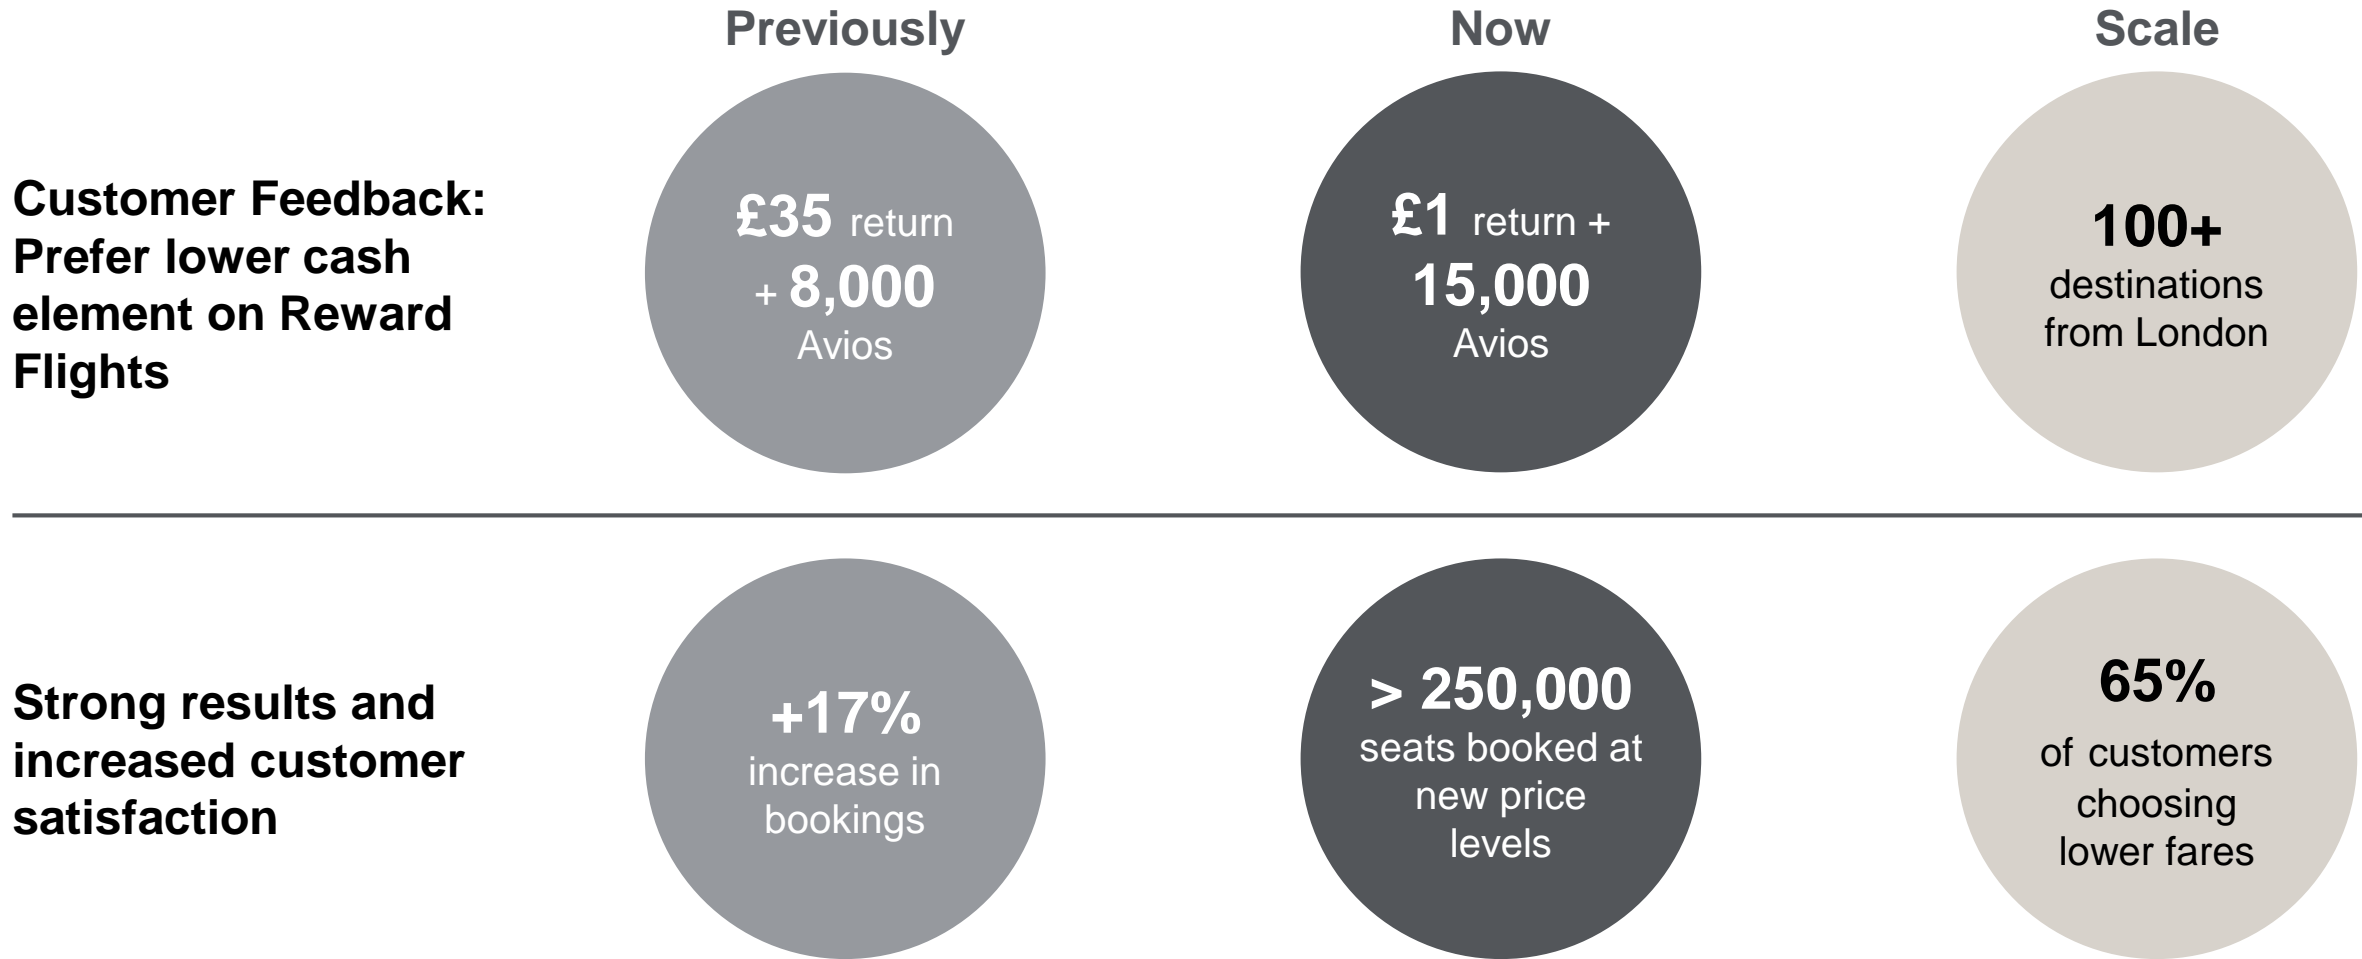 Previously
Now
Scale
Customer Feedback:
Prefer lower cash
element on Reward
Flights
£35 return
+ 8,000
Avios
£1 return +
15,000
Avios
100+
destinations
from London
Strong results and
increased customer
satisfaction
+17%
increase in
bookings
> 250,000
seats booked at
new price
levels
65%
of customers
choosing
lower fares